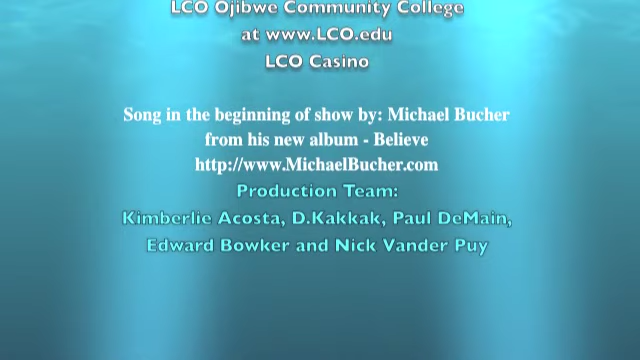 LCO Ojibwe Community College
at www.LCO.edu
LCO Casino
Song in the beginning of show by: Michael Bucher
from his new album - Believe
http://www.MichaelBucher.com
Production Team:
Kimberlie Acosta, D.Kakkak, Paul DeMain,
Edward Bowker and Nick Vander Puy